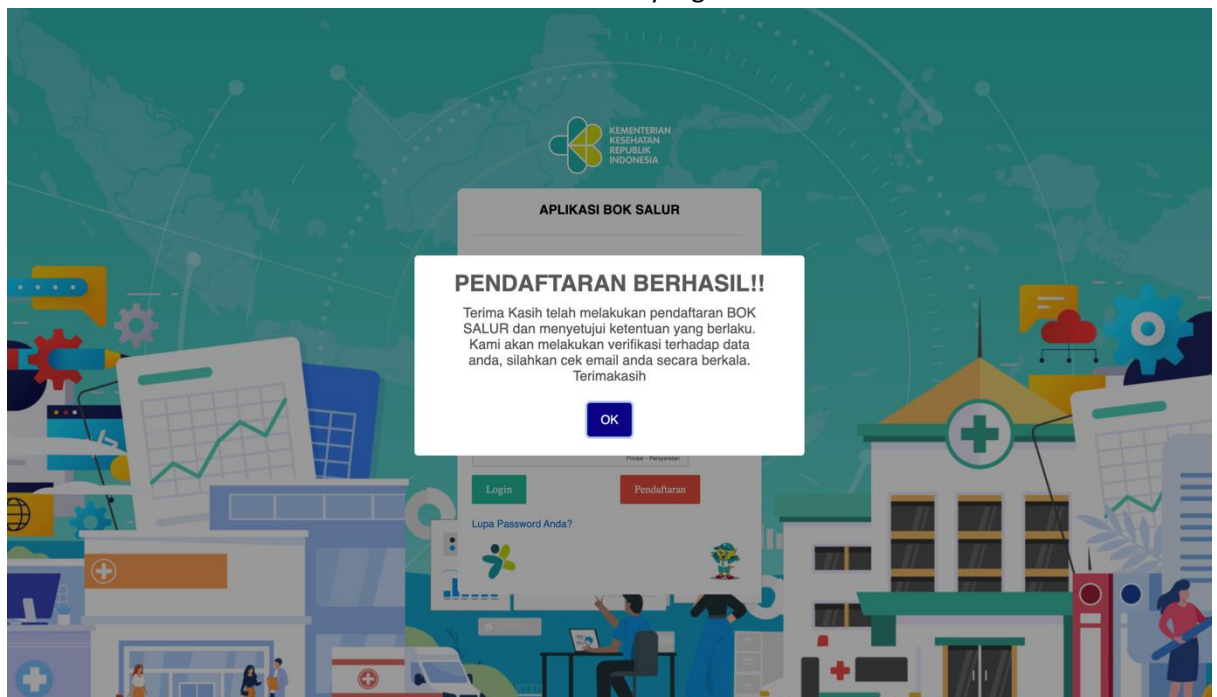 KEMENTERIAN
KESEHATAN
REPUBLIK
INDONESIA
APLIKASI BOK SALUR
PENDAFTARAN BERHASIL!!
Terima Kasih telah melakukan pendaftaran BOK
SALUR dan menyetujui ketentuan yang berlaku.
Kami akan melakukan verifikasi terhadap data
anda, silahkan cek email anda secara berkala.
Terimakasih
OK
Privasi - Persyaratan
Login
Pendaftaran
Lupa Password Anda?